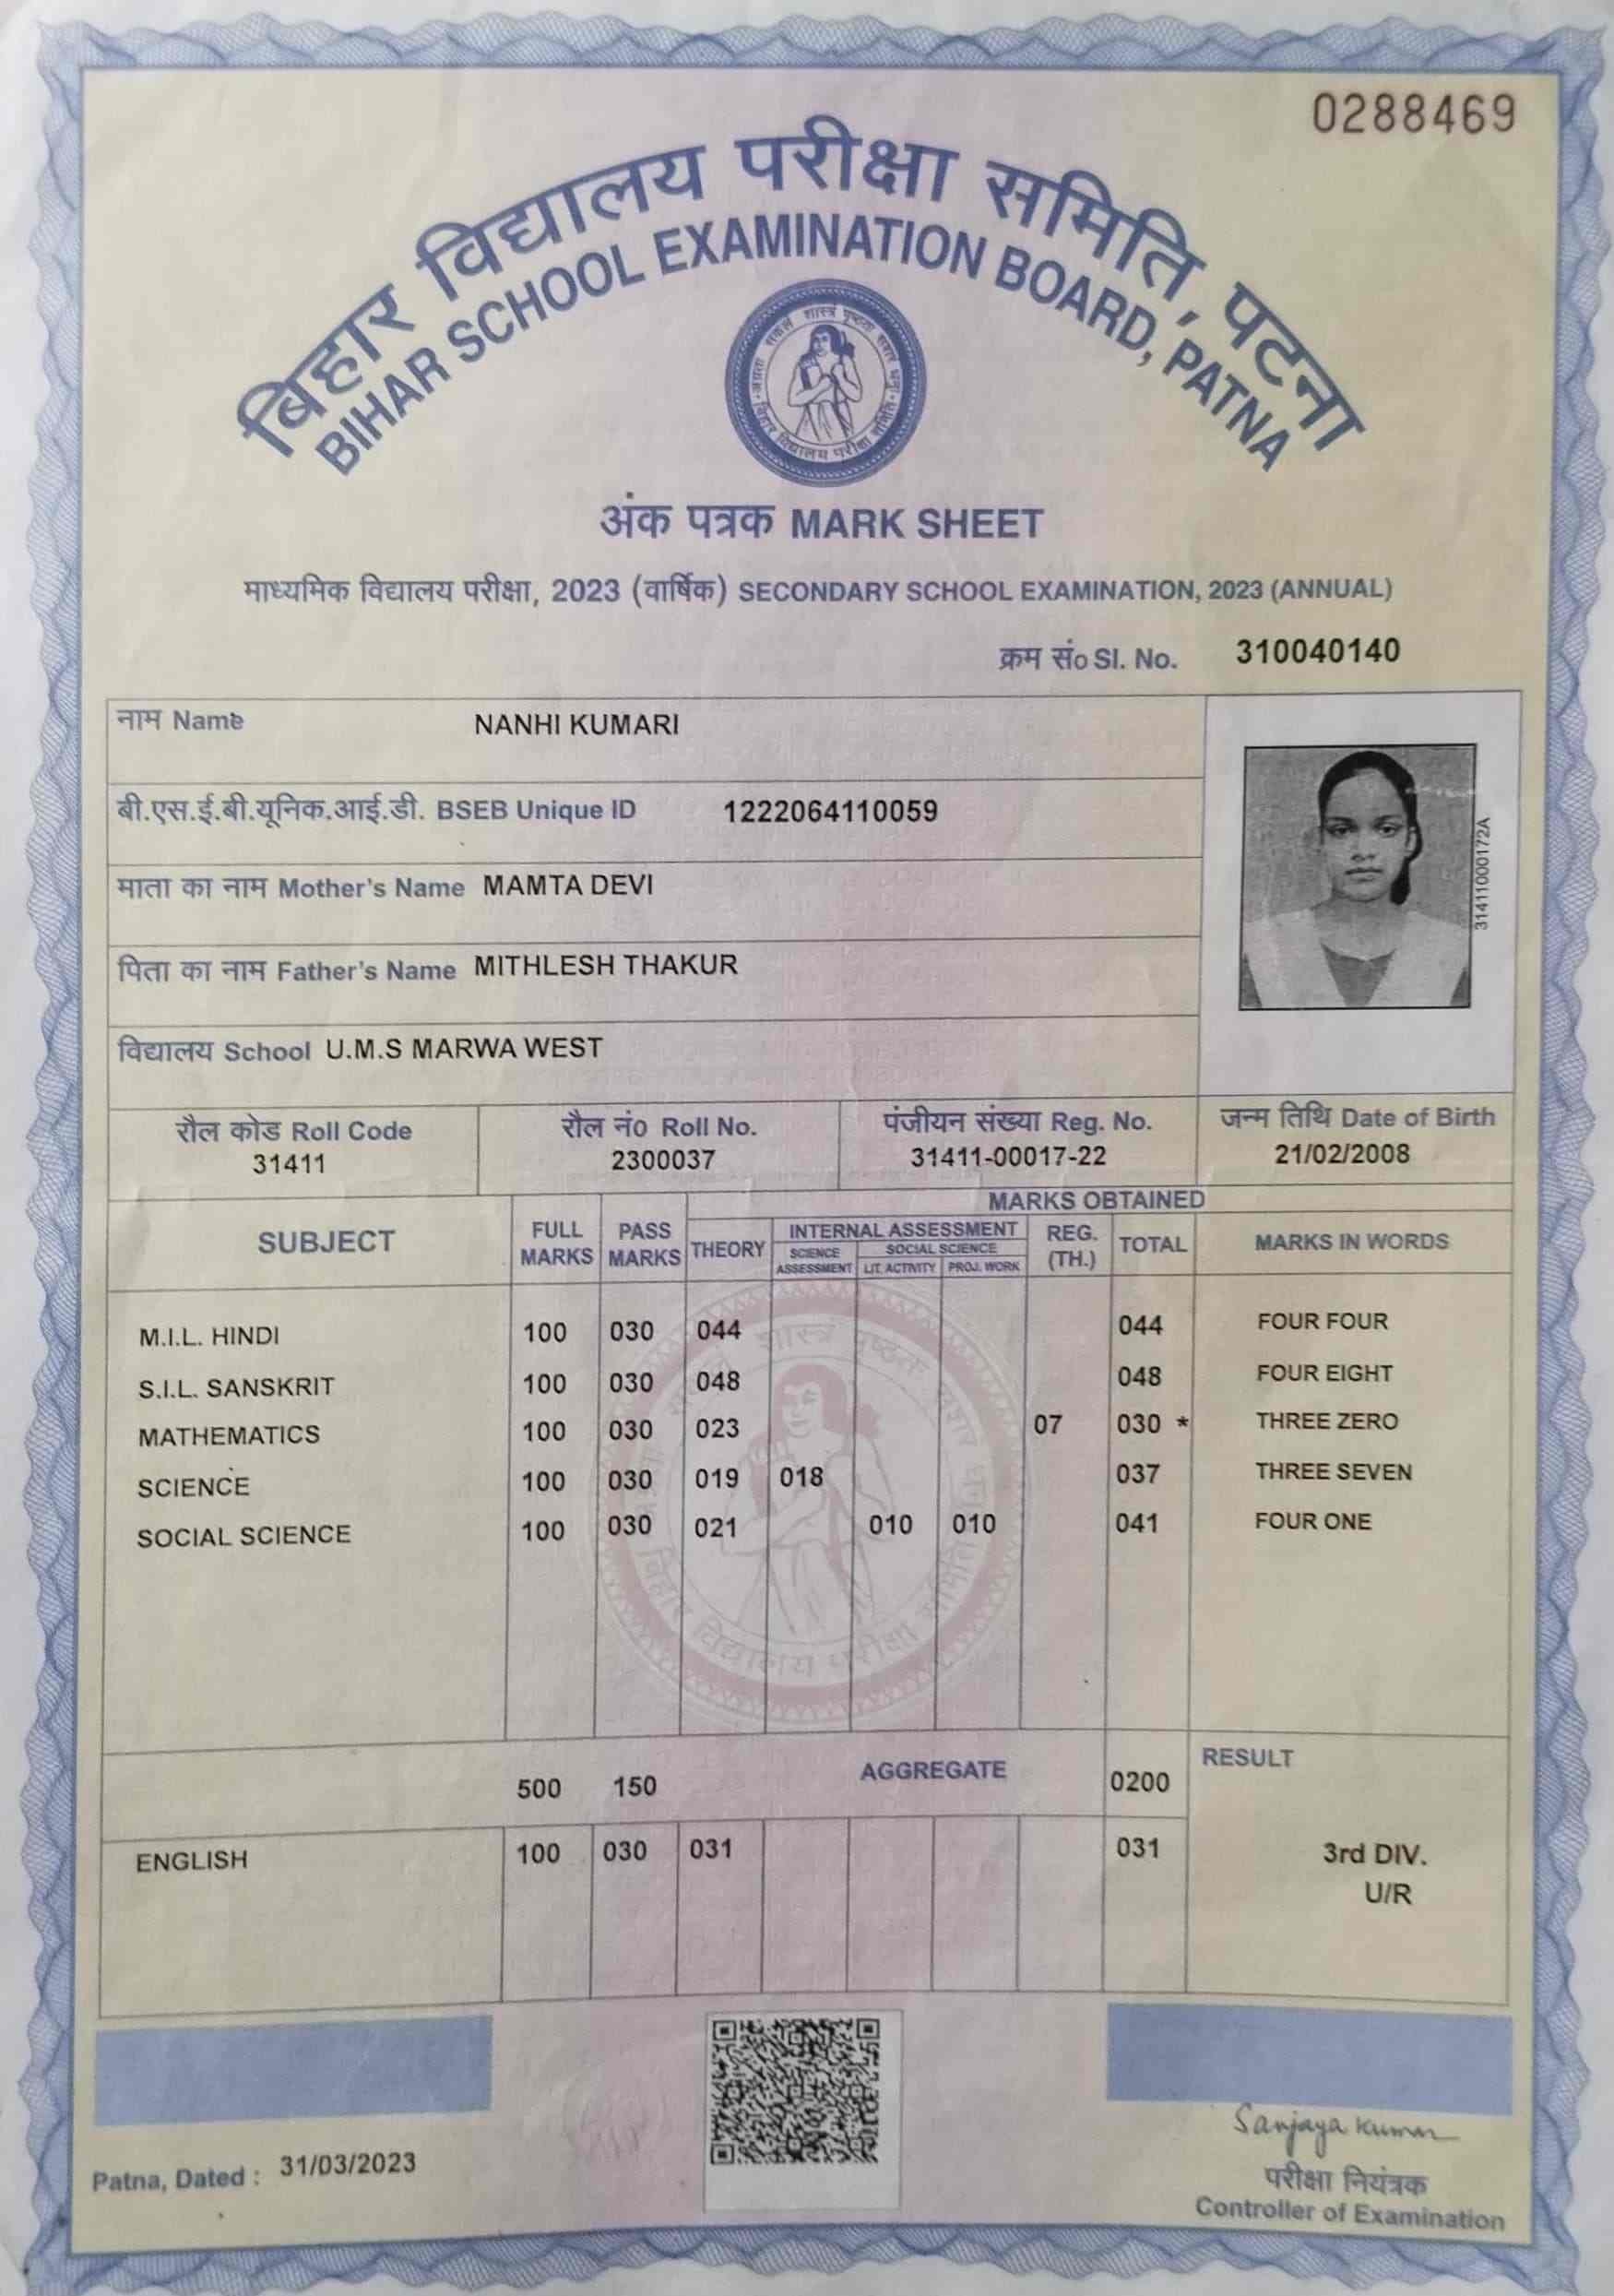 0288469
बिहार विद्यालय परीक्षा समिति, पटना
BIHAR SCHOOL EXAMINATION BOARD, PATNA
अंक पत्रक MARK SHEET
माध्यमिक विद्यालय परीक्षा, 2023 (वार्षिक) SECONDARY SCHOOL EXAMINATION, 2023 (ANNUAL)
क्रम सं० Sl. No. 310040140
नाम Name NANHI KUMARI
बी.एस.ई.बी.यूनिक.आई.डी. BSEB Unique ID 1222064110059
माता का नाम Mother's Name MAMTA DEVI
पिता का नाम Father's Name MITHLESH THAKUR
विद्यालय School U.M.S MARWA WEST
31411000172A
रौल कोड Roll Code रौल नं० Roll No. पंजीयन संख्या Reg. No. जन्म तिथि Date of Birth
31411 2300037 31411-00017-22 21/02/2008
MARKS OBTAINED
SUBJECT FULL MARKS PASS MARKS THEORY INTERNAL ASSESSMENT REG. (TH.) TOTAL MARKS IN WORDS
SCIENCE ASSESSMENT SOCIAL SCIENCE
LIT. ACTIVITY PROJ. WORK
M.I.L. HINDI 100 030 044 044 FOUR FOUR
S.I.L. SANSKRIT 100 030 048 048 FOUR EIGHT
MATHEMATICS 100 030 023 07 030 * THREE ZERO
SCIENCE 100 030 019 018 037 THREE SEVEN
SOCIAL SCIENCE 100 030 021 010 010 041 FOUR ONE
500 150 AGGREGATE 0200 RESULT
ENGLISH 100 030 031 031 3rd DIV.
U/R
Sanjaya Kumar
Patna, Dated : 31/03/2023
परीक्षा नियंत्रक
Controller of Examination